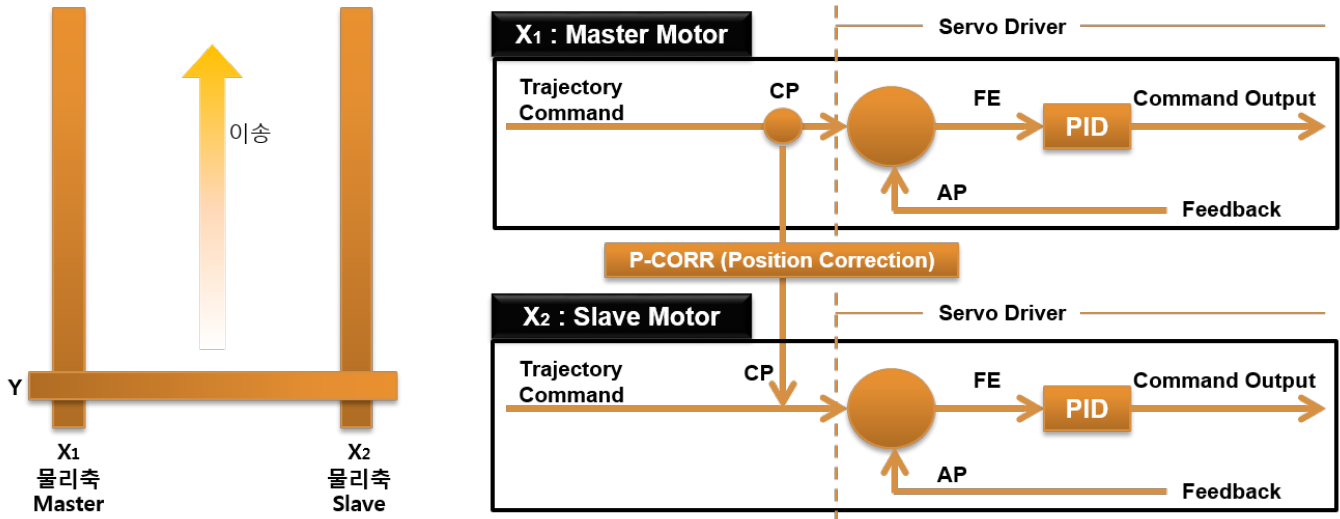 이송
Y
X1
물리축
Master
X2
물리축
Slave
X1 : Master Motor
Servo Driver
Trajectory
Command
CP
FE
PID
Command Output
AP
Feedback
P-CORR (Position Correction)
X2 : Slave Motor
Servo Driver
Trajectory
Command
CP
FE
PID
Command Output
AP
Feedback